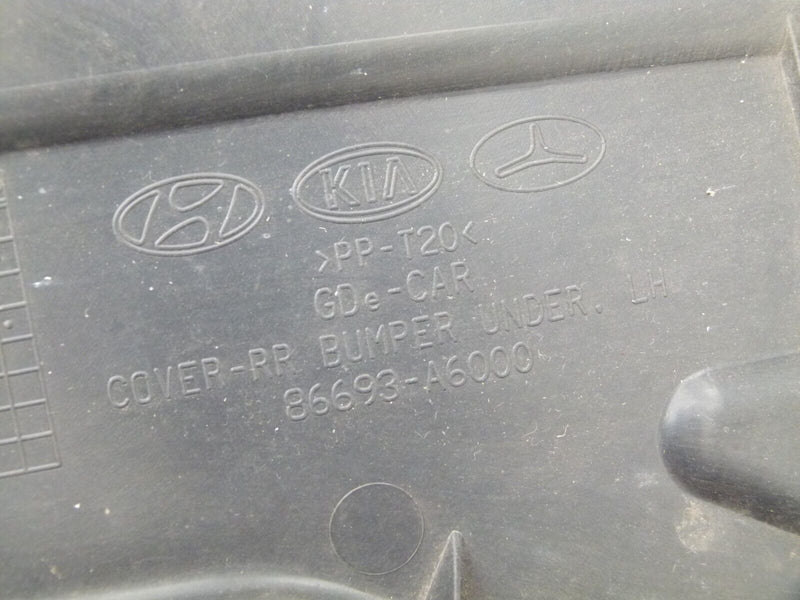 KIA
>PP-T20<
GDe-CAR
COVER-RR BUMPER UNDER. LH
86693-A6000